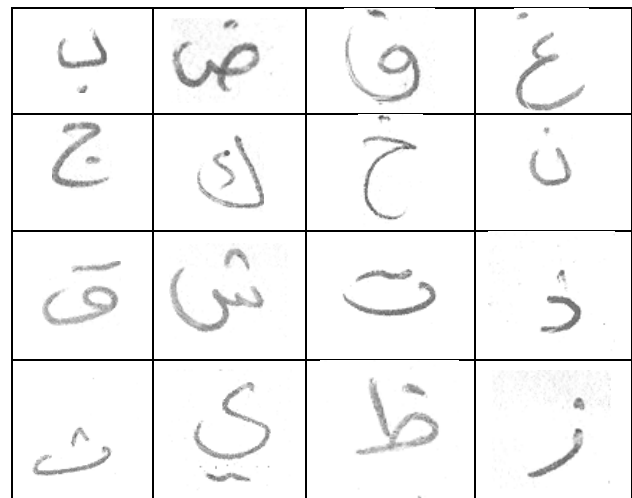 غ ق ض ب
ن خ ك ج
ذ ت ش ق
ز ظ ي ث